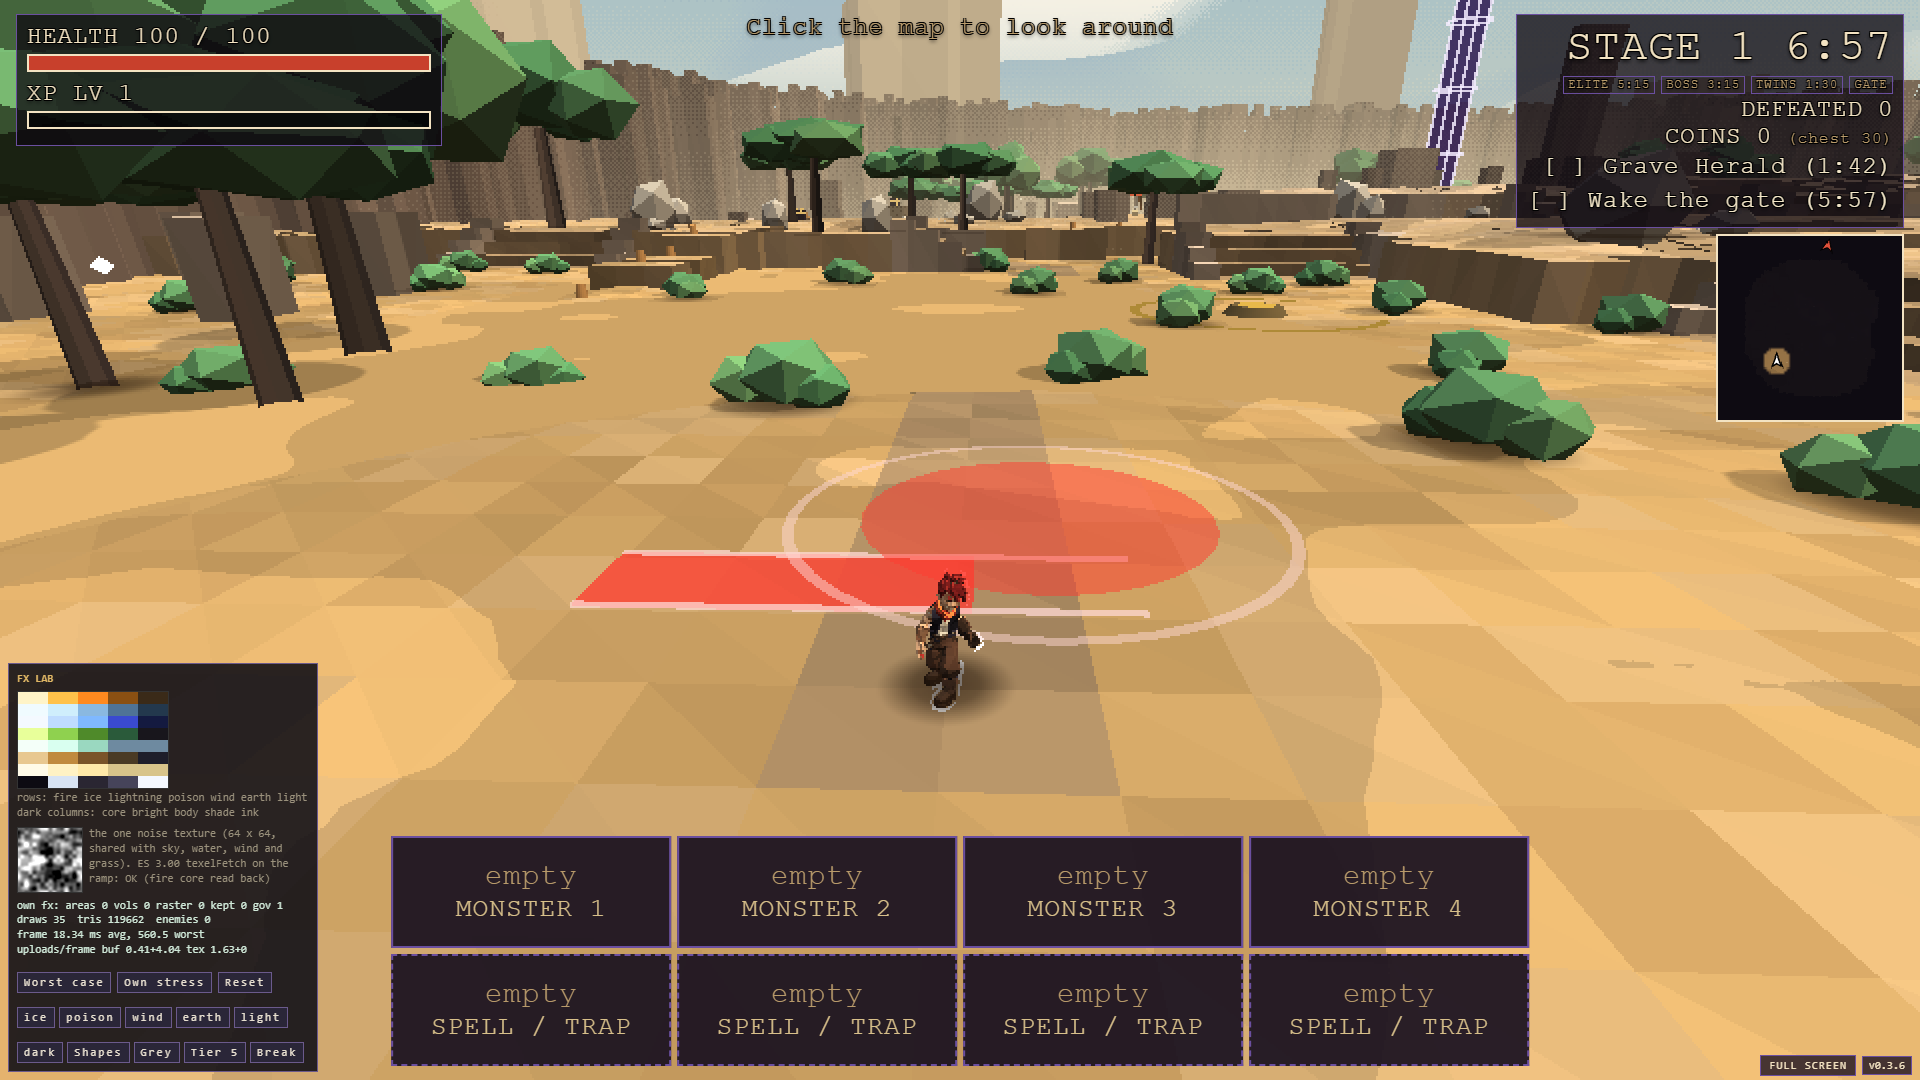 HEALTH 100 / 100
XP LV 1
Click the map to look around
STAGE 1 6:57
ELITE 5:15 BOSS 3:15 TWINS 1:30 GATE
DEFEATED 0
COINS 0 (chest 30)
[ ] Grave Herald (1:42)
[ ] Wake the gate (5:57)
FX LAB
rows: fire ice lightning poison wind earth light
dark columns: core bright body shade ink
the one noise texture (64 x 64,
shared with sky, water, wind and
grass). ES 3.00 texelFetch on the
ramp: OK (fire core read back)
own fx: areas 0 vols 0 raster 0 kept 0 gov 1
draws 35 tris 119662 enemies 0
frame 18.34 ms avg, 560.5 worst
uploads/frame buf 0.41+4.04 tex 1.63+0
Worst case Own stress Reset
ice poison wind earth light
dark Shapes Grey Tier 5 Break
empty
MONSTER 1
empty
MONSTER 2
empty
MONSTER 3
empty
MONSTER 4
empty
SPELL / TRAP
empty
SPELL / TRAP
empty
SPELL / TRAP
empty
SPELL / TRAP
FULL SCREEN
v0.3.6